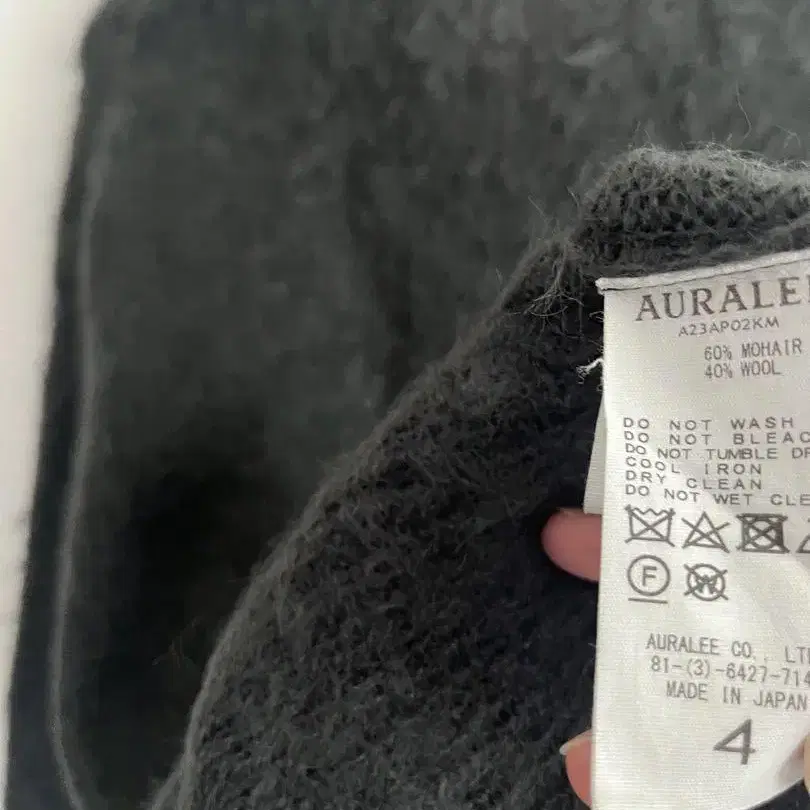 AURALEE
A23AP02KM
60% MOHAIR
40% WOOL
DO NOT WASH
DO NOT BLEAC
DO NOT TUMBLE DR
COOL IRON
DRY CLEAN
DO NOT WET CLE
F
W
AURALEE CO., LT
81-(3)-6427-714
MADE IN JAPAN
4